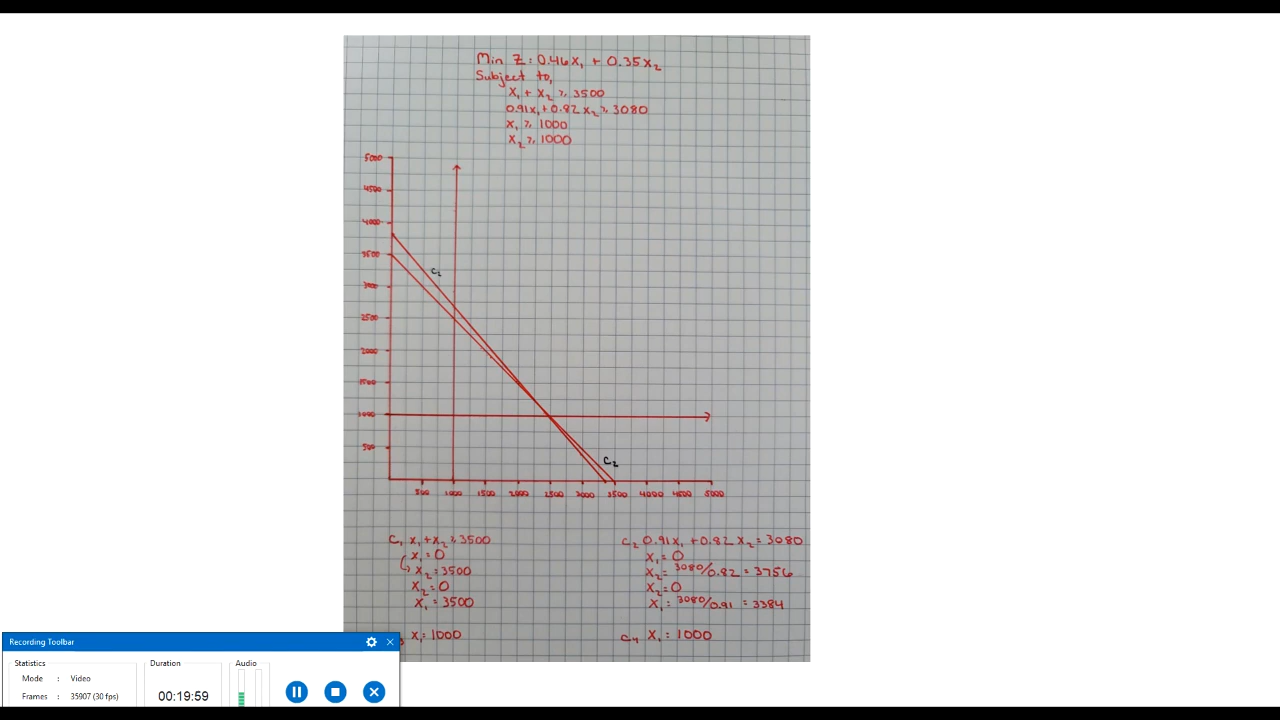 Min Z = 0.46x₁ + 0.35x₂
Subject to,
x₁ + x₂ ≥ 3500
0.91x₁ + 0.82x₂ ≥ 3080
x₁ ≥ 1000
x₂ ≥ 1000
5000
4500
4000
3500
3000
2500
2000
1500
1000
500
C₂
C₂
500 1000 1500 2000 2500 3000 3500 4000 4500 5000
C₁ x₁ + x₂ ≥ 3500
x₁ = 0
x₂ = 3500
x₂ = 0
x₁ = 3500
x₁ = 1000
C₂ 0.91x₁ + 0.82x₂ = 3080
x₁ = 0
x₂ = 3080/0.82 = 3756
x₂ = 0
x₁ = 3080/0.91 = 3384
C₄ x₁ = 1000
Recording Toolbar
Statistics
Mode : Video
Frames : 35907 (30 fps)
Duration
00:19:59
Audio